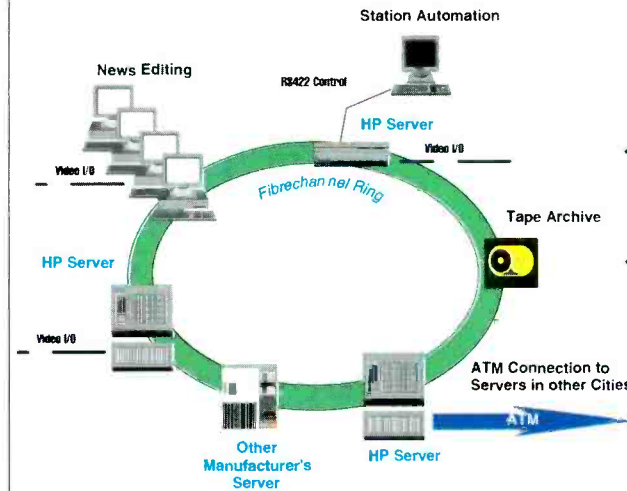 Station Automation
News Editing
RS422 Control
HP Server
Video I/O
Video I/O
Fibrechannel Ring
Tape Archive
HP Server
Video I/O
ATM Connection to
Servers in other Cities
ATM
Other
Manufacturer's
Server
HP Server